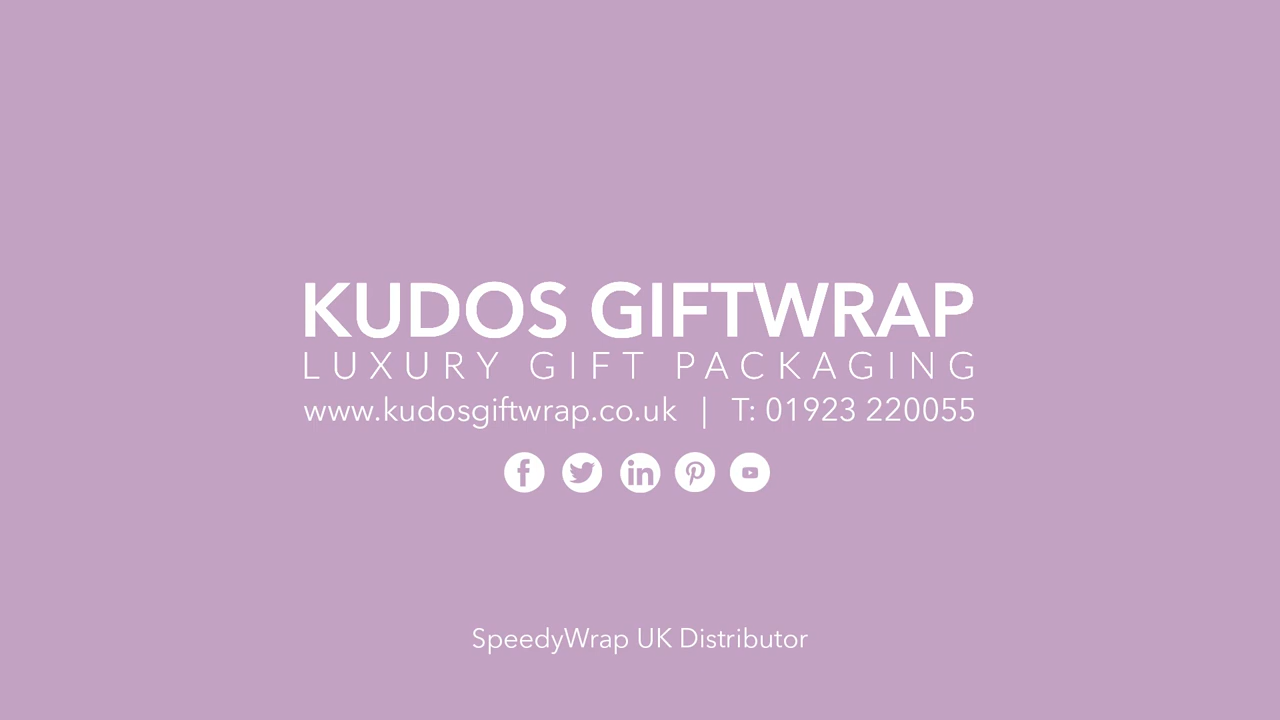 KUDOS GIFTWRAP
LUXURY GIFT PACKAGING
www.kudosgiftwrap.co.uk | T: 01923 220055
SpeedyWrap UK Distributor